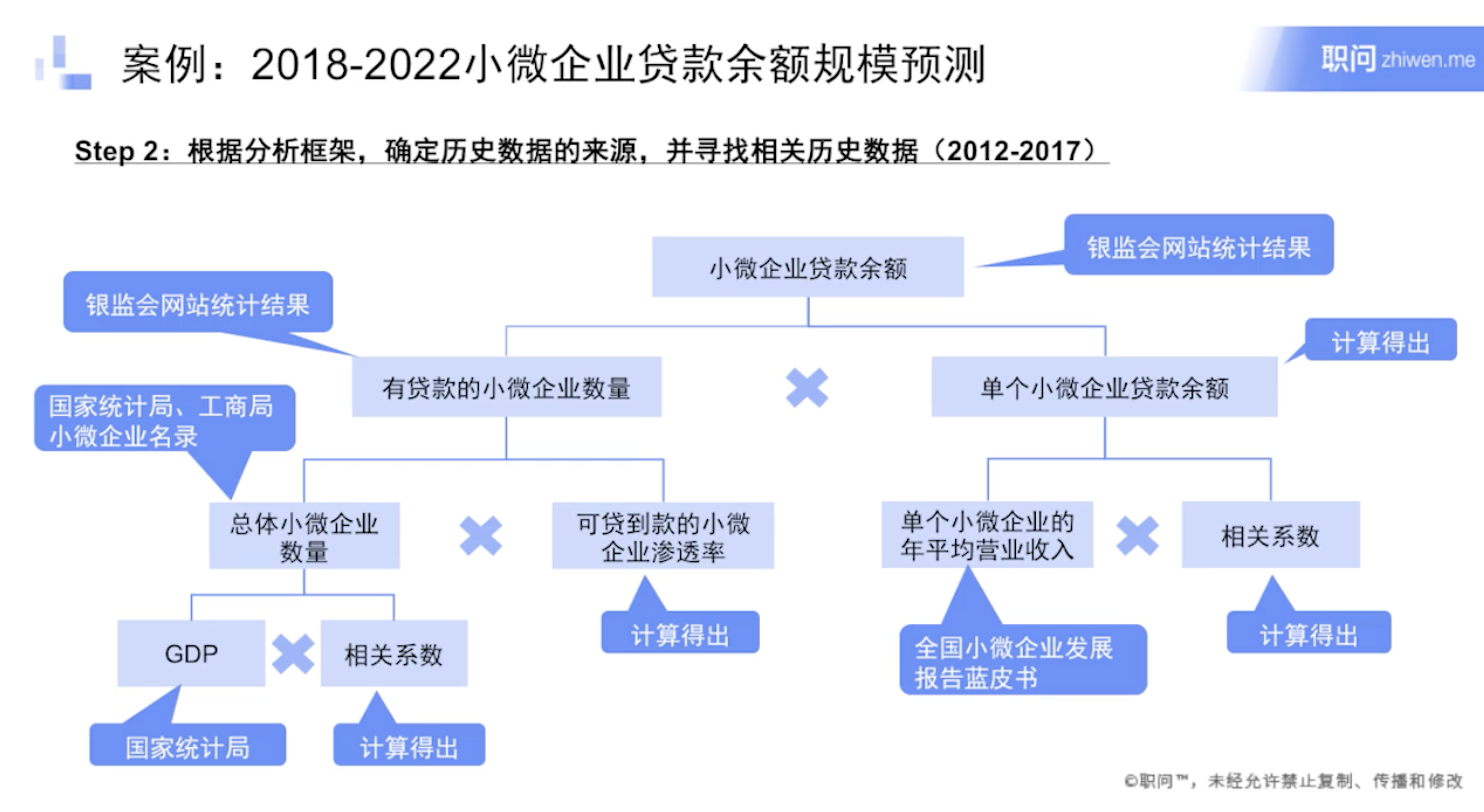 案例：2018-2022小微企业贷款余额规模预测
职问 zhiwen.me
Step 2：根据分析框架，确定历史数据的来源，并寻找相关历史数据（2012-2017）
银监会网站统计结果
小微企业贷款余额
银监会网站统计结果
计算得出
有贷款的小微企业数量
单个小微企业贷款余额
国家统计局、工商局
小微企业名录
总体小微企业
数量
可贷到款的小微
企业渗透率
单个小微企业的
年平均营业收入
相关系数
GDP
相关系数
计算得出
全国小微企业发展
报告蓝皮书
计算得出
国家统计局
计算得出
©职问™，未经允许禁止复制、传播和修改